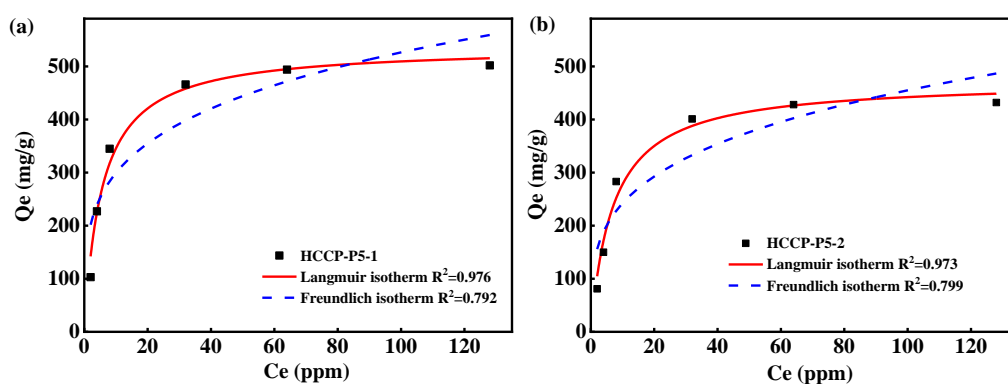 (a)
Qe (mg/g)
500
400
300
200
100
0
HCCP-P5-1
Langmuir isotherm R²=0.976
Freundlich isotherm R²=0.792
0 20 40 60 80 100 120
Ce (ppm)
(b)
Qe (mg/g)
500
400
300
200
100
0
HCCP-P5-2
Langmuir isotherm R²=0.973
Freundlich isotherm R²=0.799
0 20 40 60 80 100 120
Ce (ppm)